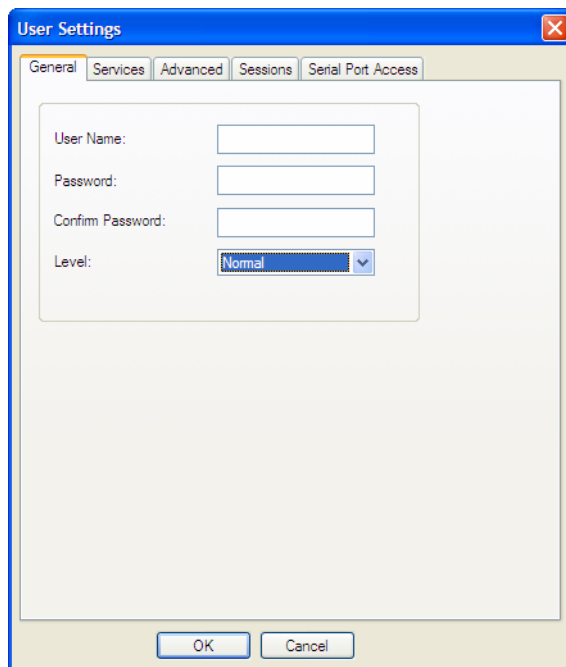 User Settings
General Services Advanced Sessions Serial Port Access
User Name:
Password:
Confirm Password:
Level: Normal
OK Cancel